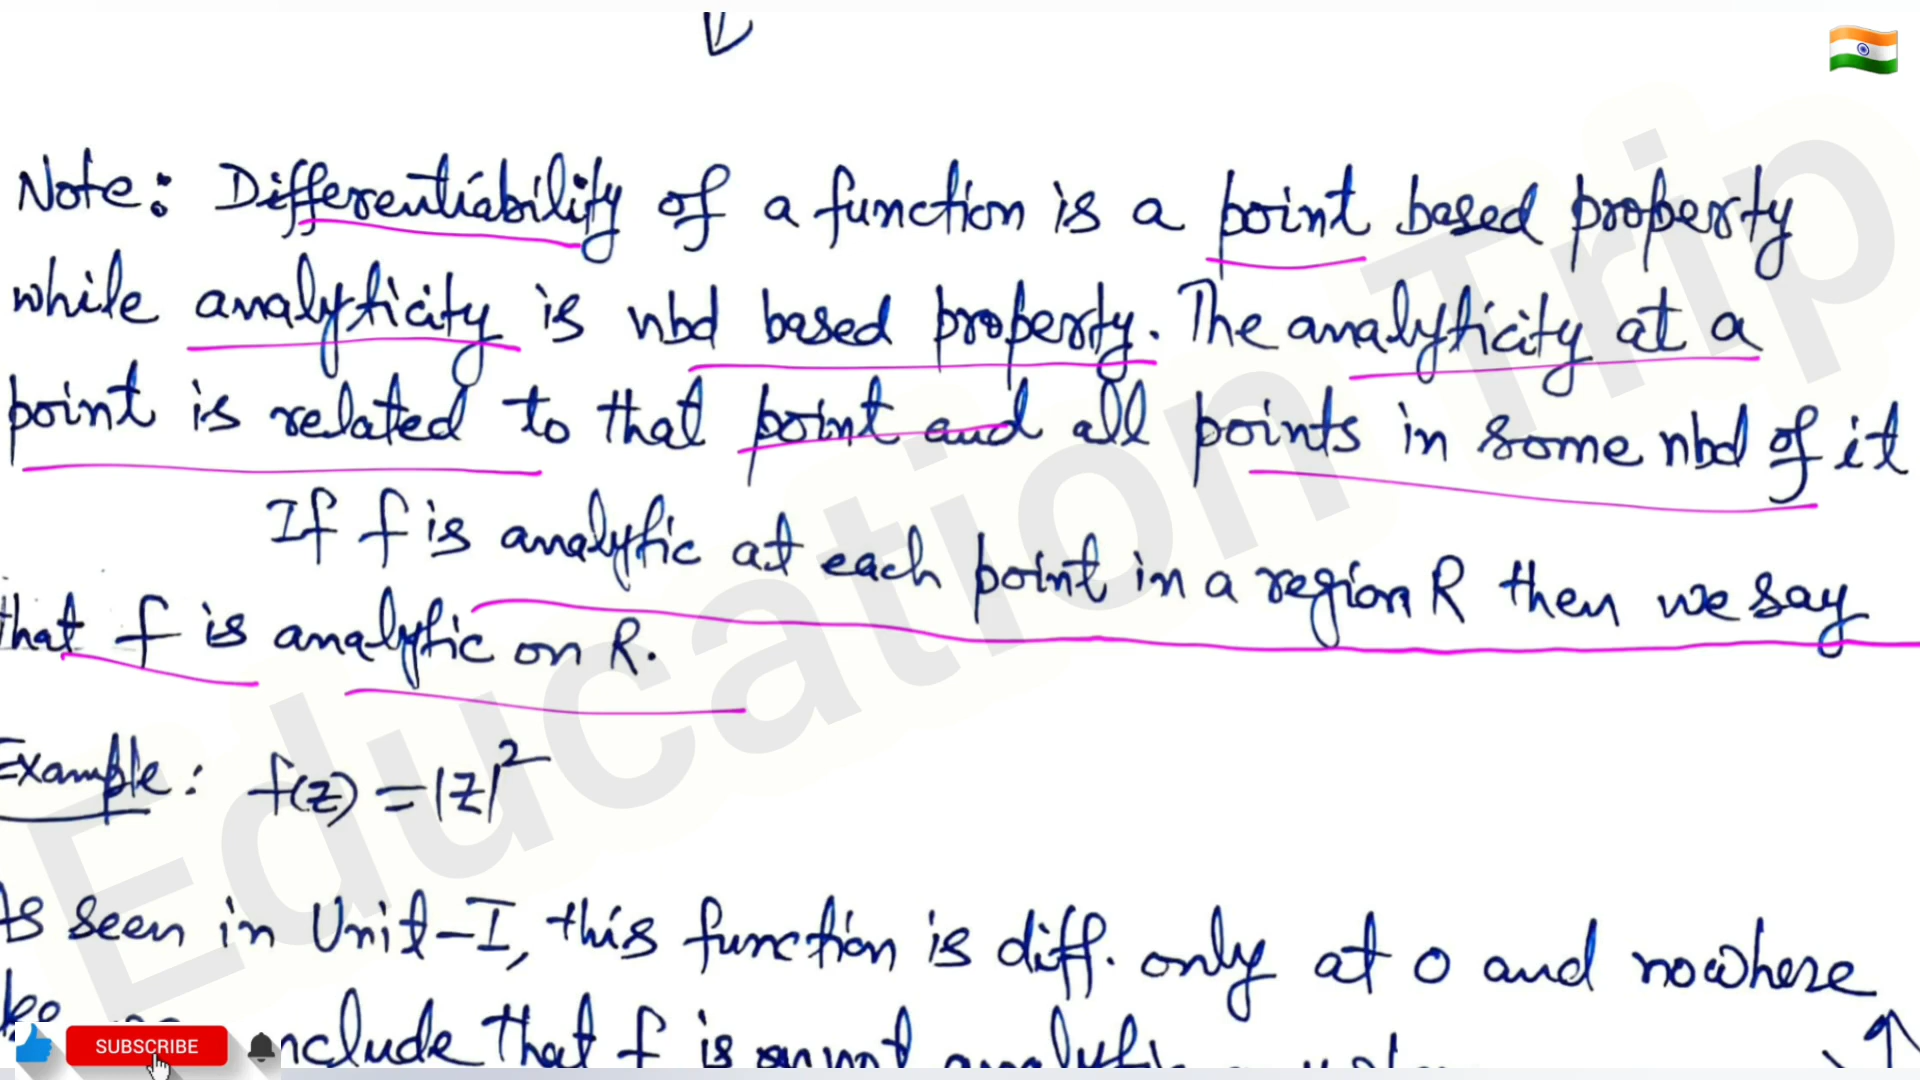 Note: Differentiability of a function is a point based property
while analyticity is nbd based property. The analyticity at a
point is related to that point and all points in some nbd of it
If f is analytic at each point in a region R then we say
that f is analytic on R.
Example: f(z) = |z|²
As seen in Unit-I, this function is diff. only at 0 and nowhere
that f is
SUBSCRIBE
Education Trip